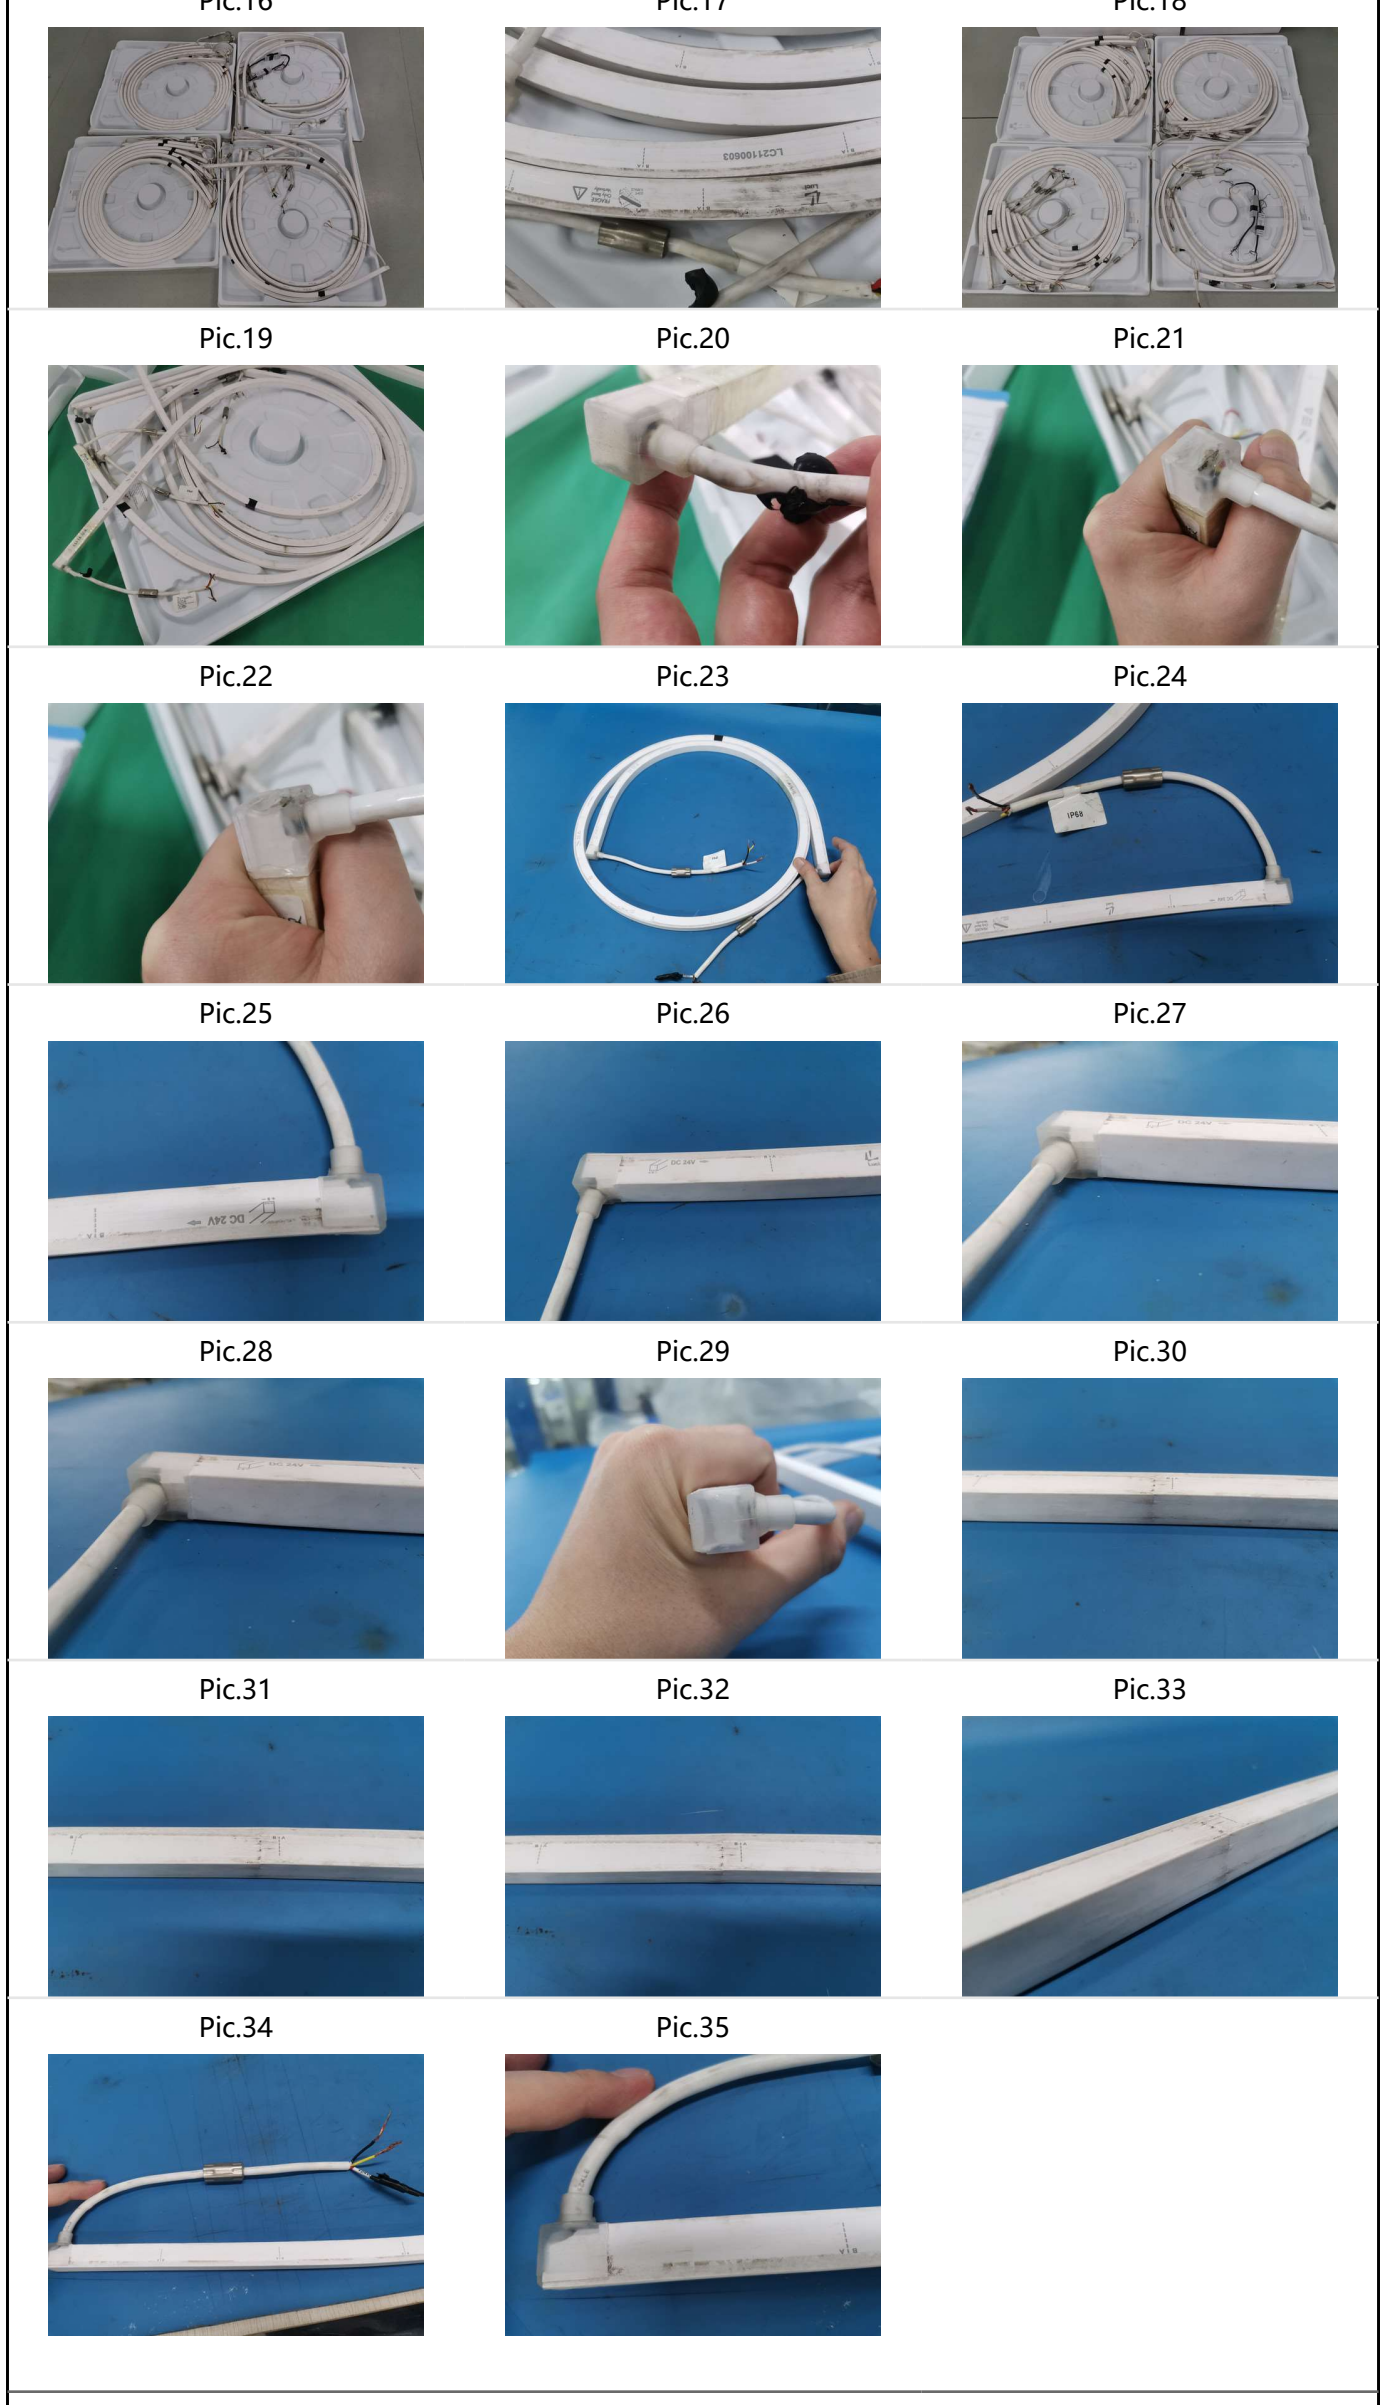 Pic.16 Pic.17 Pic.18
LC21100603
FRAGILE
Pic.19 Pic.20 Pic.21
Pic.22 Pic.23 Pic.24
IP68
Pic.25 Pic.26 Pic.27
DC 24V
B A
DC 24V
DC 24V
Pic.28 Pic.29 Pic.30
DC 24V
Pic.31 Pic.32 Pic.33
B A
B A
Pic.34 Pic.35
B A